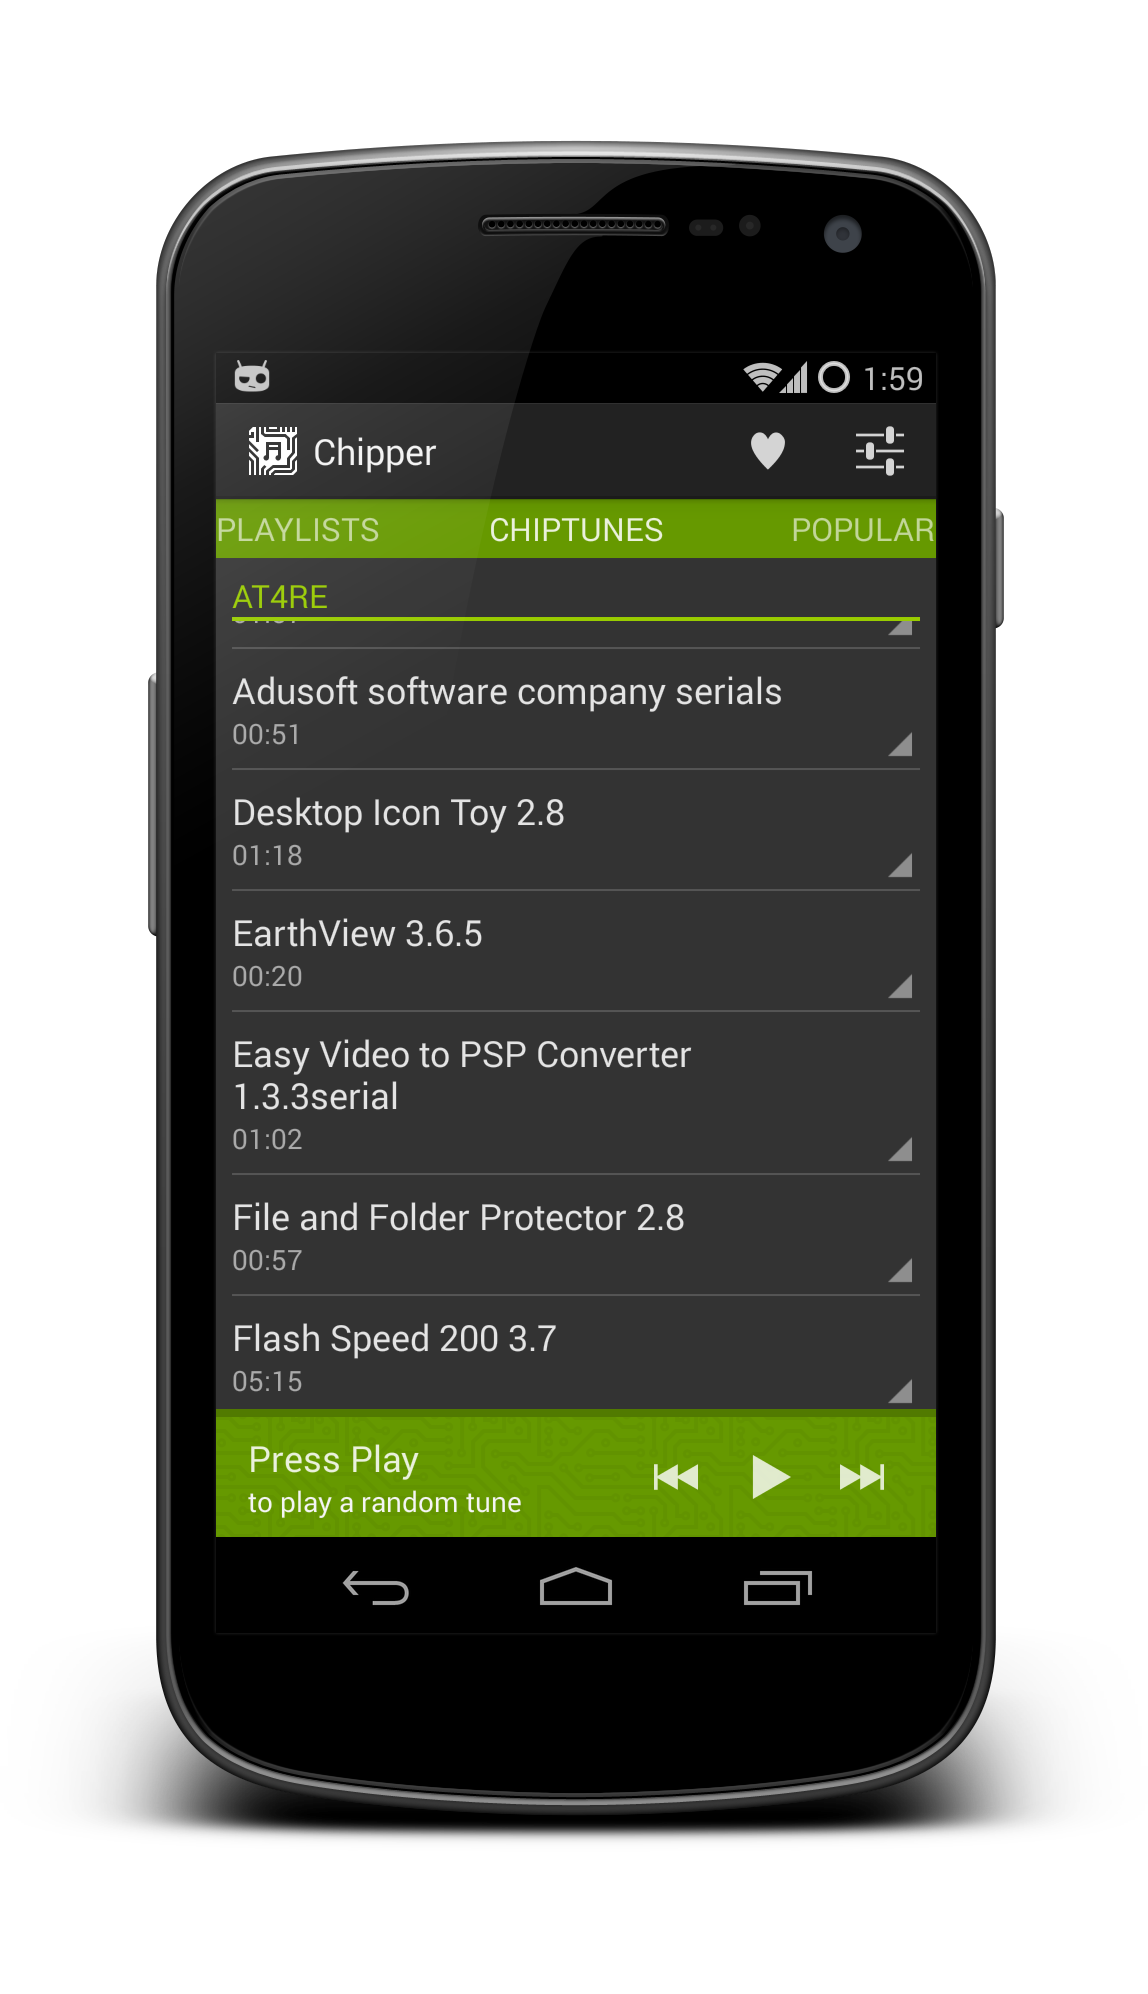 1:59
Chipper
PLAYLISTS
CHIPTUNES
POPULAR
AT4RE
Adusoft software company serials
00:51
Desktop Icon Toy 2.8
01:18
EarthView 3.6.5
00:20
Easy Video to PSP Converter
1.3.3serial
01:02
File and Folder Protector 2.8
00:57
Flash Speed 200 3.7
05:15
Press Play
to play a random tune